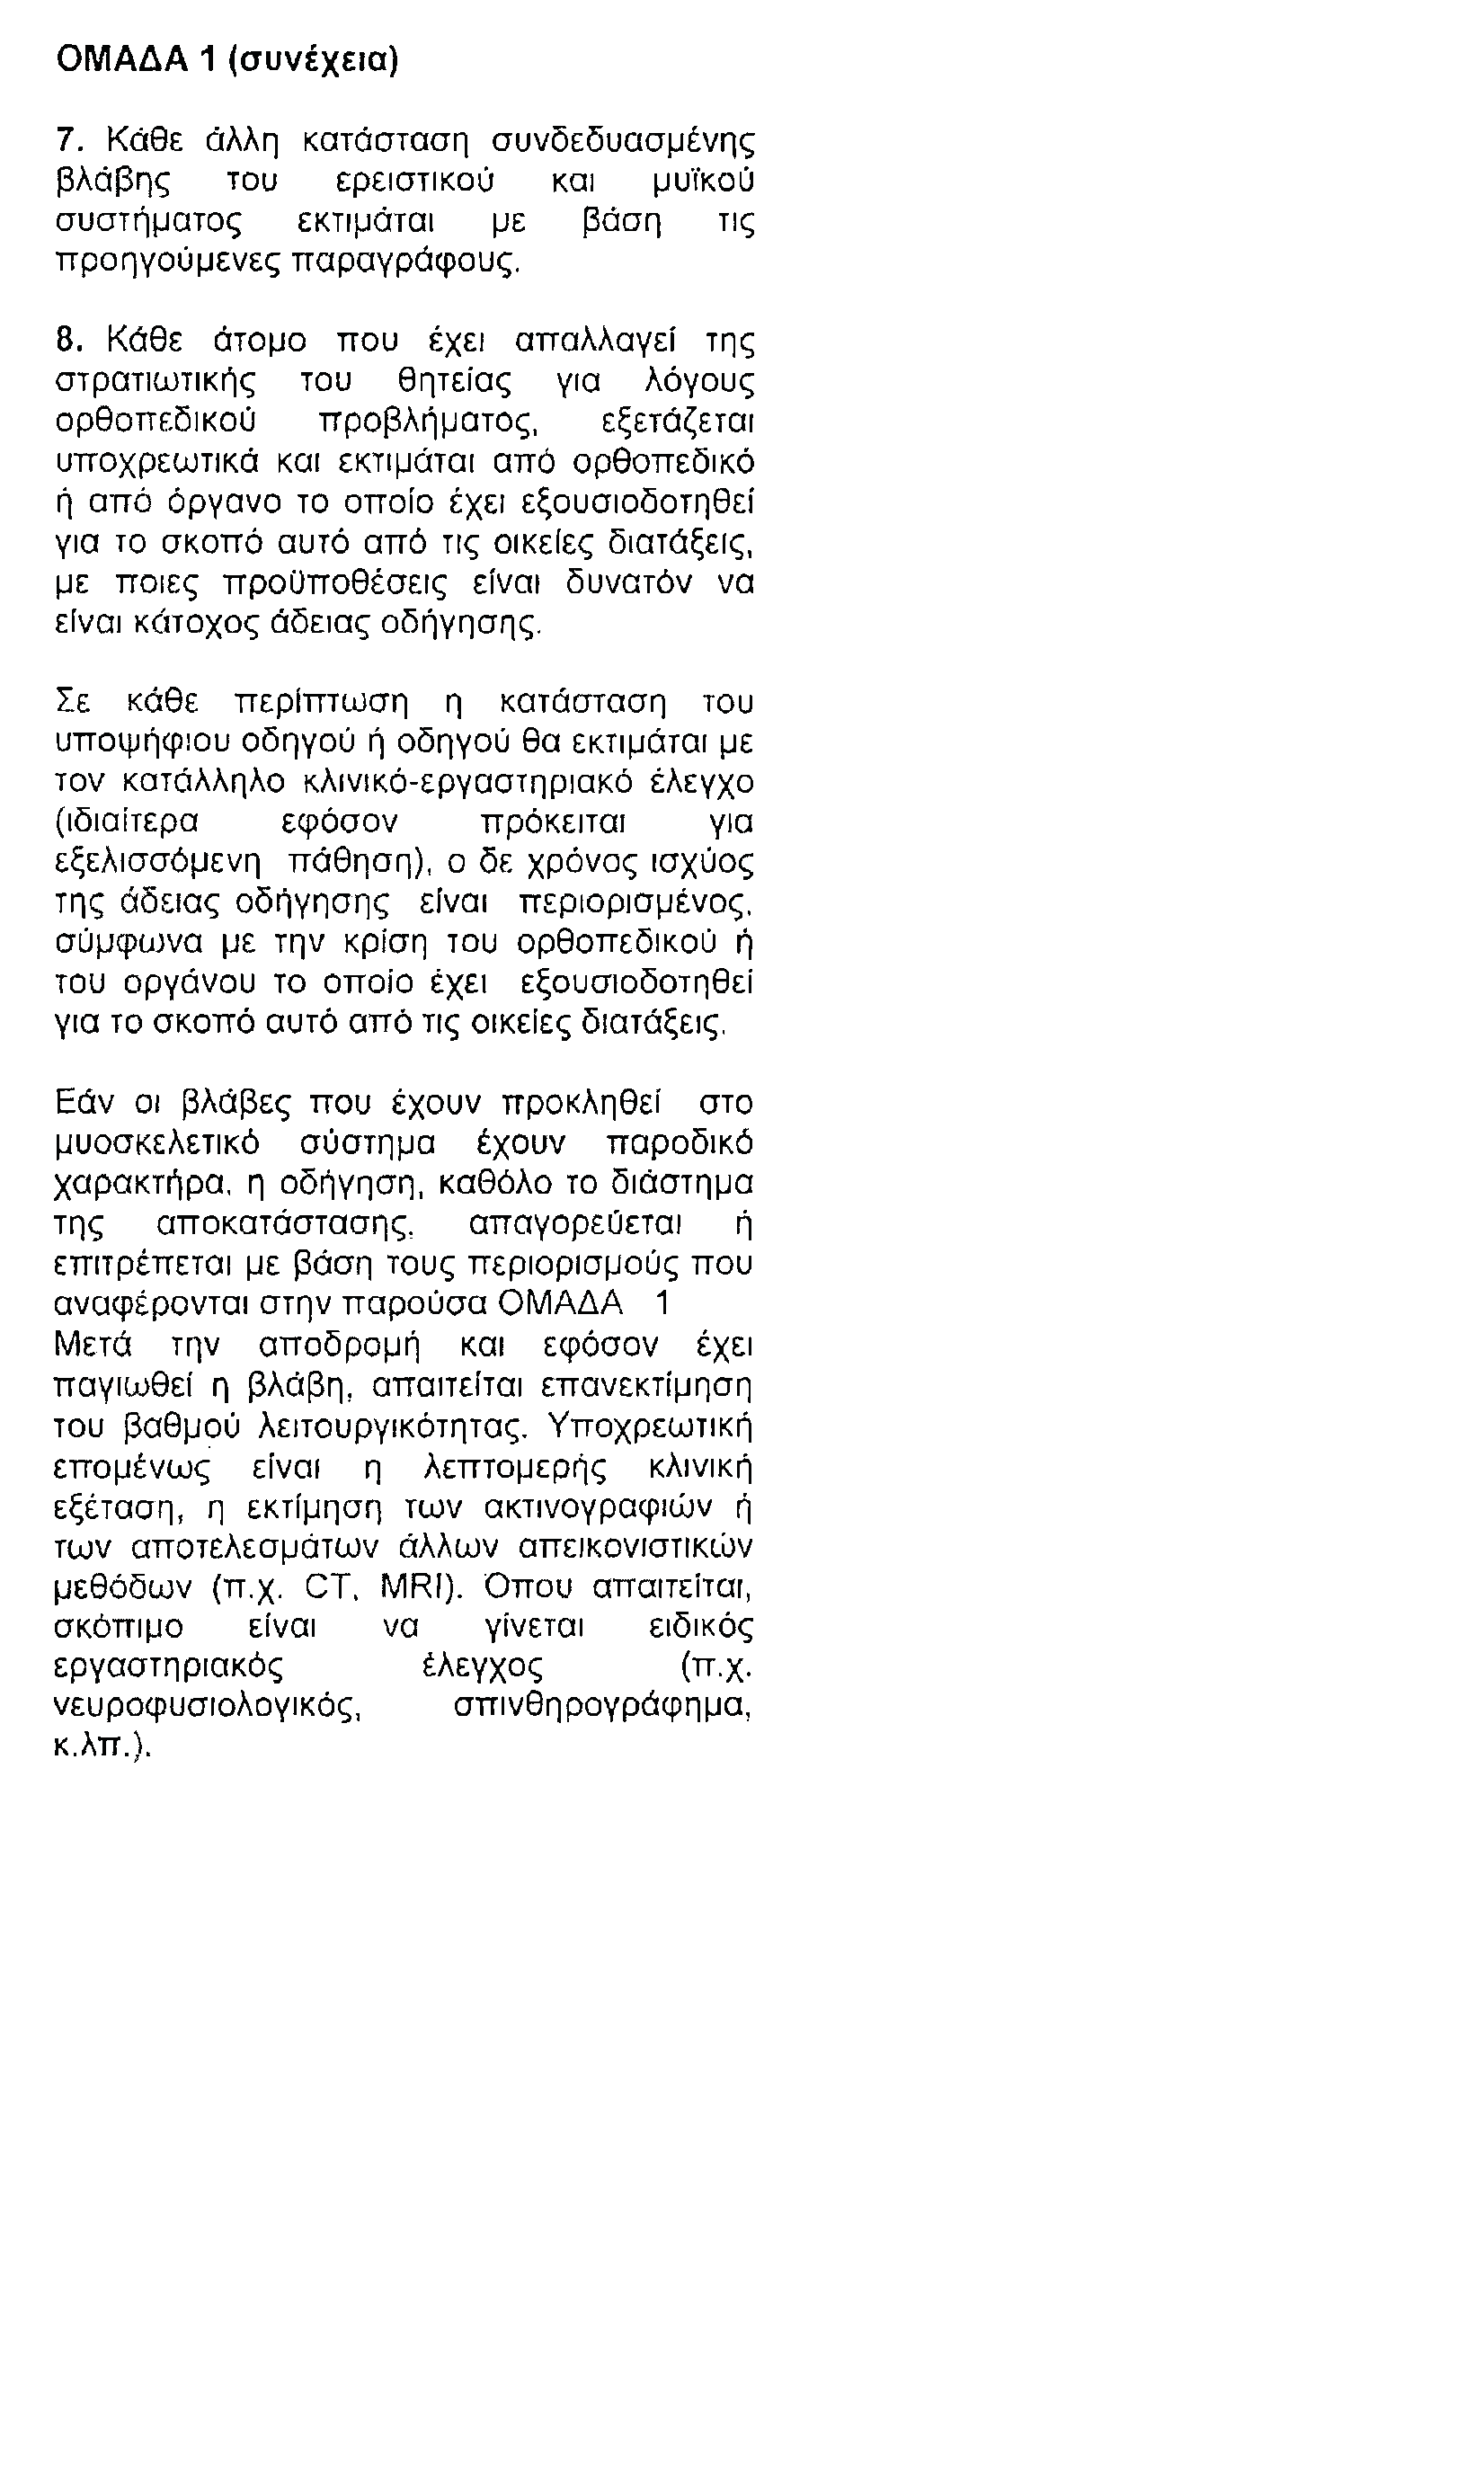 ΟΜΑΔΑ 1 (συνέχεια)
7. Κάθε άλλη κατάσταση συνδεδυασμένης
βλάβης του ερειστικού και μυϊκού
συστήματος εκτιμάται με βάση τις
προηγούμενες παραγράφους.
8. Κάθε άτομο που έχει απαλλαγεί της
στρατιωτικής του θητείας για λόγους
ορθοπεδικού προβλήματος, εξετάζεται
υποχρεωτικά και εκτιμάται από ορθοπεδικό
ή από όργανο το οποίο έχει εξουσιοδοτηθεί
για το σκοπό αυτό από τις οικείες διατάξεις,
με ποιες προϋποθέσεις είναι δυνατόν να
είναι κάτοχος άδειας οδήγησης.
Σε κάθε περίπτωση η κατάσταση του
υποψήφιου οδηγού ή οδηγού θα εκτιμάται με
τον κατάλληλο κλινικό-εργαστηριακό έλεγχο
(ιδιαίτερα εφόσον πρόκειται για
εξελισσόμενη πάθηση), ο δε χρόνος ισχύος
της άδειας οδήγησης είναι περιορισμένος,
σύμφωνα με την κρίση του ορθοπεδικού ή
του οργάνου το οποίο έχει εξουσιοδοτηθεί
για το σκοπό αυτό από τις οικείες διατάξεις.
Εάν οι βλάβες που έχουν προκληθεί στο
μυοσκελετικό σύστημα έχουν παροδικό
χαρακτήρα, η οδήγηση, καθόλο το διάστημα
της αποκατάστασης, απαγορεύεται ή
επιτρέπεται με βάση τους περιορισμούς που
αναφέρονται στην παρούσα ΟΜΑΔΑ 1
Μετά την αποδρομή και εφόσον έχει
παγιωθεί η βλάβη, απαιτείται επανεκτίμηση
του βαθμού λειτουργικότητας. Υποχρεωτική
επομένως είναι η λεπτομερής κλινική
εξέταση, η εκτίμηση των ακτινογραφιών ή
των αποτελεσμάτων άλλων απεικονιστικών
μεθόδων (π.χ. CT, MRI). Όπου απαιτείται,
σκόπιμο είναι να γίνεται ειδικός
εργαστηριακός έλεγχος (π.χ.
νευροφυσιολογικός, σπινθηρογράφημα,
κ.λπ.).